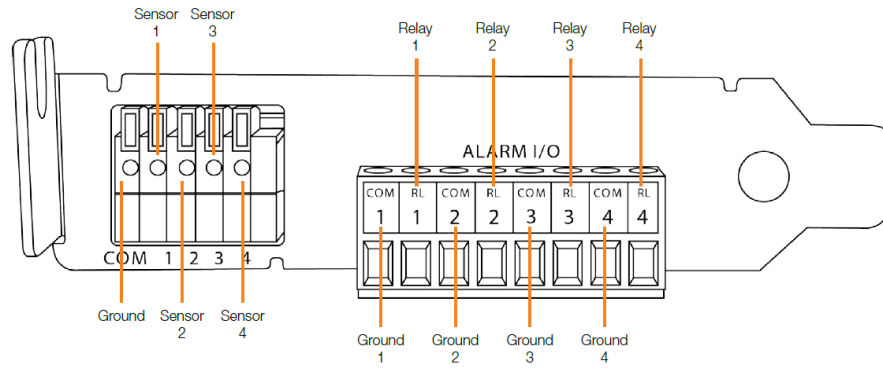 Sensor
1
Sensor
3
Relay
1
Relay
2
Relay
3
Relay
4
ALARM I/O
COM RL COM RL COM RL COM RL
1 1 2 2 3 3 4 4
COM 1 2 3 4
Ground
Sensor
2
Sensor
4
Ground
1
Ground
2
Ground
3
Ground
4